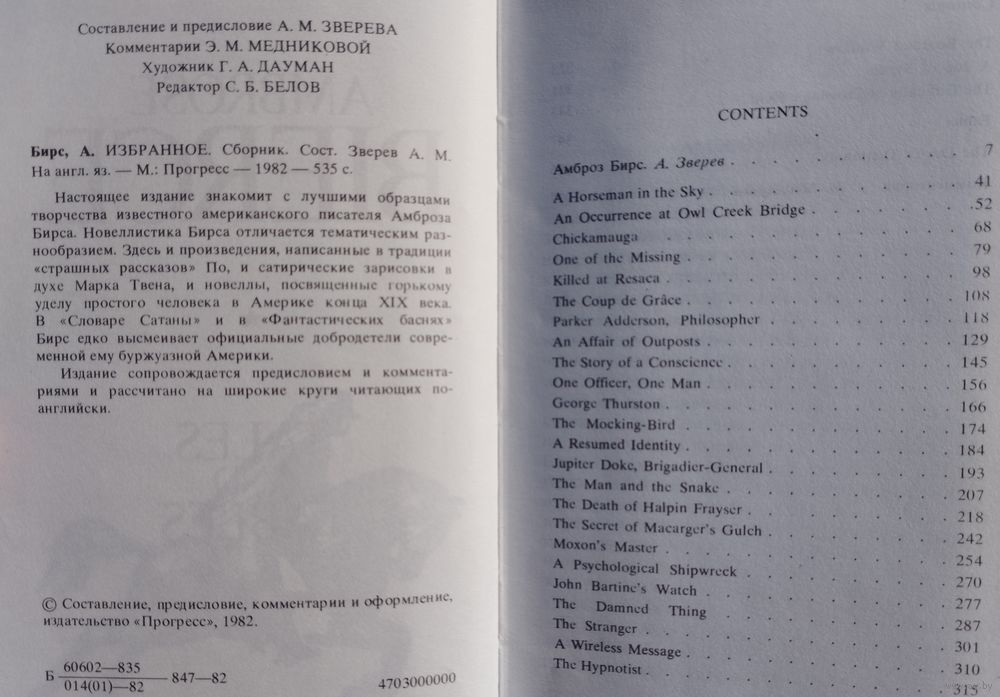 Составление и предисловие А. М. ЗВЕРЕВА
Комментарии Э. М. МЕДНИКОВОЙ
Художник Г. А. ДАУМАН
Редактор С. Б. БЕЛОВ
Бирс, А. ИЗБРАННОЕ. Сборник. Сост. Зверев А. М.
На англ. яз. — М.: Прогресс — 1982 — 535 с.
Настоящее издание знакомит с лучшими образцами
творчества известного американского писателя Амброза
Бирса. Новеллистика Бирса отличается тематическим раз-
нообразием. Здесь и произведения, написанные в традиции
«страшных рассказов» По, и сатирические зарисовки в
духе Марка Твена, и новеллы, посвященные горькому
уделу простого человека в Америке конца XIX века.
В «Словаре Сатаны» и в «Фантастических баснях»
Бирс едко высмеивает официальные добродетели совре-
менной ему буржуазной Америки.
Издание сопровождается предисловием и коммента-
риями и рассчитано на широкие круги читающих по-
английски.
© Составление, предисловие, комментарии и оформление,
издательство «Прогресс», 1982.
Б 60602—835
014(01)—82 847—82
4703000000
CONTENTS
Амброз Бирс. А. Зверев . . . 7
A Horseman in the Sky . . . 41
An Occurrence at Owl Creek Bridge . . . 52
Chickamauga . . . 68
One of the Missing . . . 79
Killed at Resaca . . . 98
The Coup de Grâce . . . 108
Parker Adderson, Philosopher . . . 118
An Affair of Outposts . . . 129
The Story of a Conscience . . . 145
One Officer, One Man . . . 156
George Thurston . . . 166
The Mocking-Bird . . . 174
A Resumed Identity . . . 184
Jupiter Doke, Brigadier-General . . . 193
The Man and the Snake . . . 207
The Death of Halpin Frayser . . . 218
The Secret of Macarger's Gulch . . . 242
Moxon's Master . . . 254
A Psychological Shipwreck . . . 270
John Bartine's Watch . . . 277
The Damned Thing . . . 287
The Stranger . . . 301
A Wireless Message . . . 310
The Hypnotist . . . 315